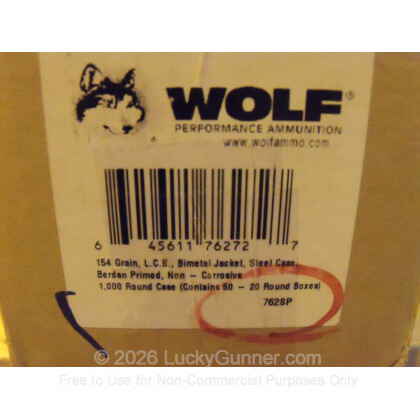 WOLF®
PERFORMANCE AMMUNITION
www.wolfammo.com
6 45611 76272 7
154 Grain, L.C.B., Bimetal Jacket, Steel Case,
Berdan Primed, Non - Corrosive
1,000 Round Case (Contains 50 - 20 Round Boxes)
762SP
© 2026 LuckyGunner.com
Free to Use for Non-Commercial Purposes Only